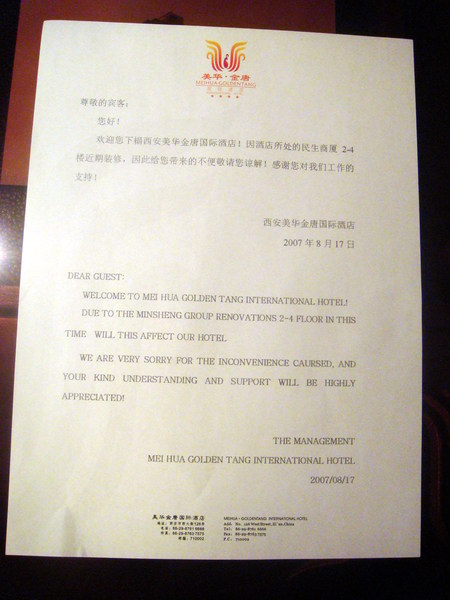 美华·金唐
MEIHUA·GOLDENTANG
尊敬的宾客：
您好！
欢迎您下榻西安美华金唐国际酒店！因酒店所处的民生商厦 2-4
楼近期装修，因此给您带来的不便敬请您谅解！感谢您对我们工作的
支持！
西安美华金唐国际酒店
2007 年 8 月 17 日
DEAR GUEST:
WELCOME TO MEI HUA GOLDEN TANG INTERNATIONAL HOTEL!
DUE TO THE MINSHENG GROUP RENOVATIONS 2-4 FLOOR IN THIS
TIME WILL THIS AFFECT OUR HOTEL
WE ARE VERY SORRY FOR THE INCONVENIENCE CAURSED, AND
YOUR KIND UNDERSTANDING AND SUPPORT WILL BE HIGHLY
APPRECIATED!
THE MANAGEMENT
MEI HUA GOLDEN TANG INTERNATIONAL HOTEL
2007/08/17
美华金唐国际酒店
MEIHUA·GOLDENTANG INTERNATIONAL HOTEL